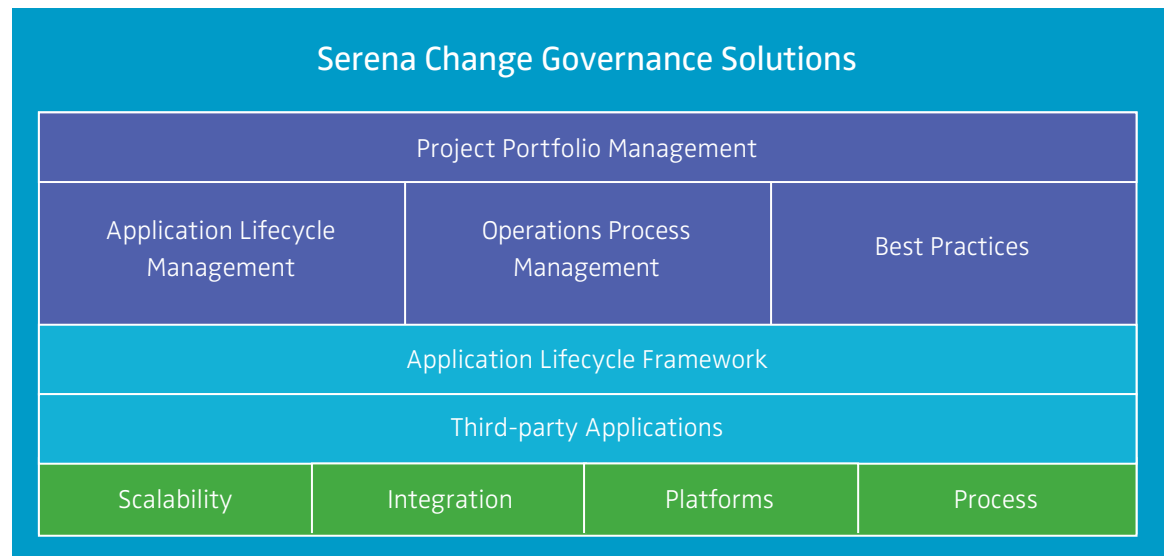 Serena Change Governance Solutions
Project Portfolio Management
Application Lifecycle
Management
Operations Process
Management
Best Practices
Application Lifecycle Framework
Third-party Applications
Scalability
Integration
Platforms
Process